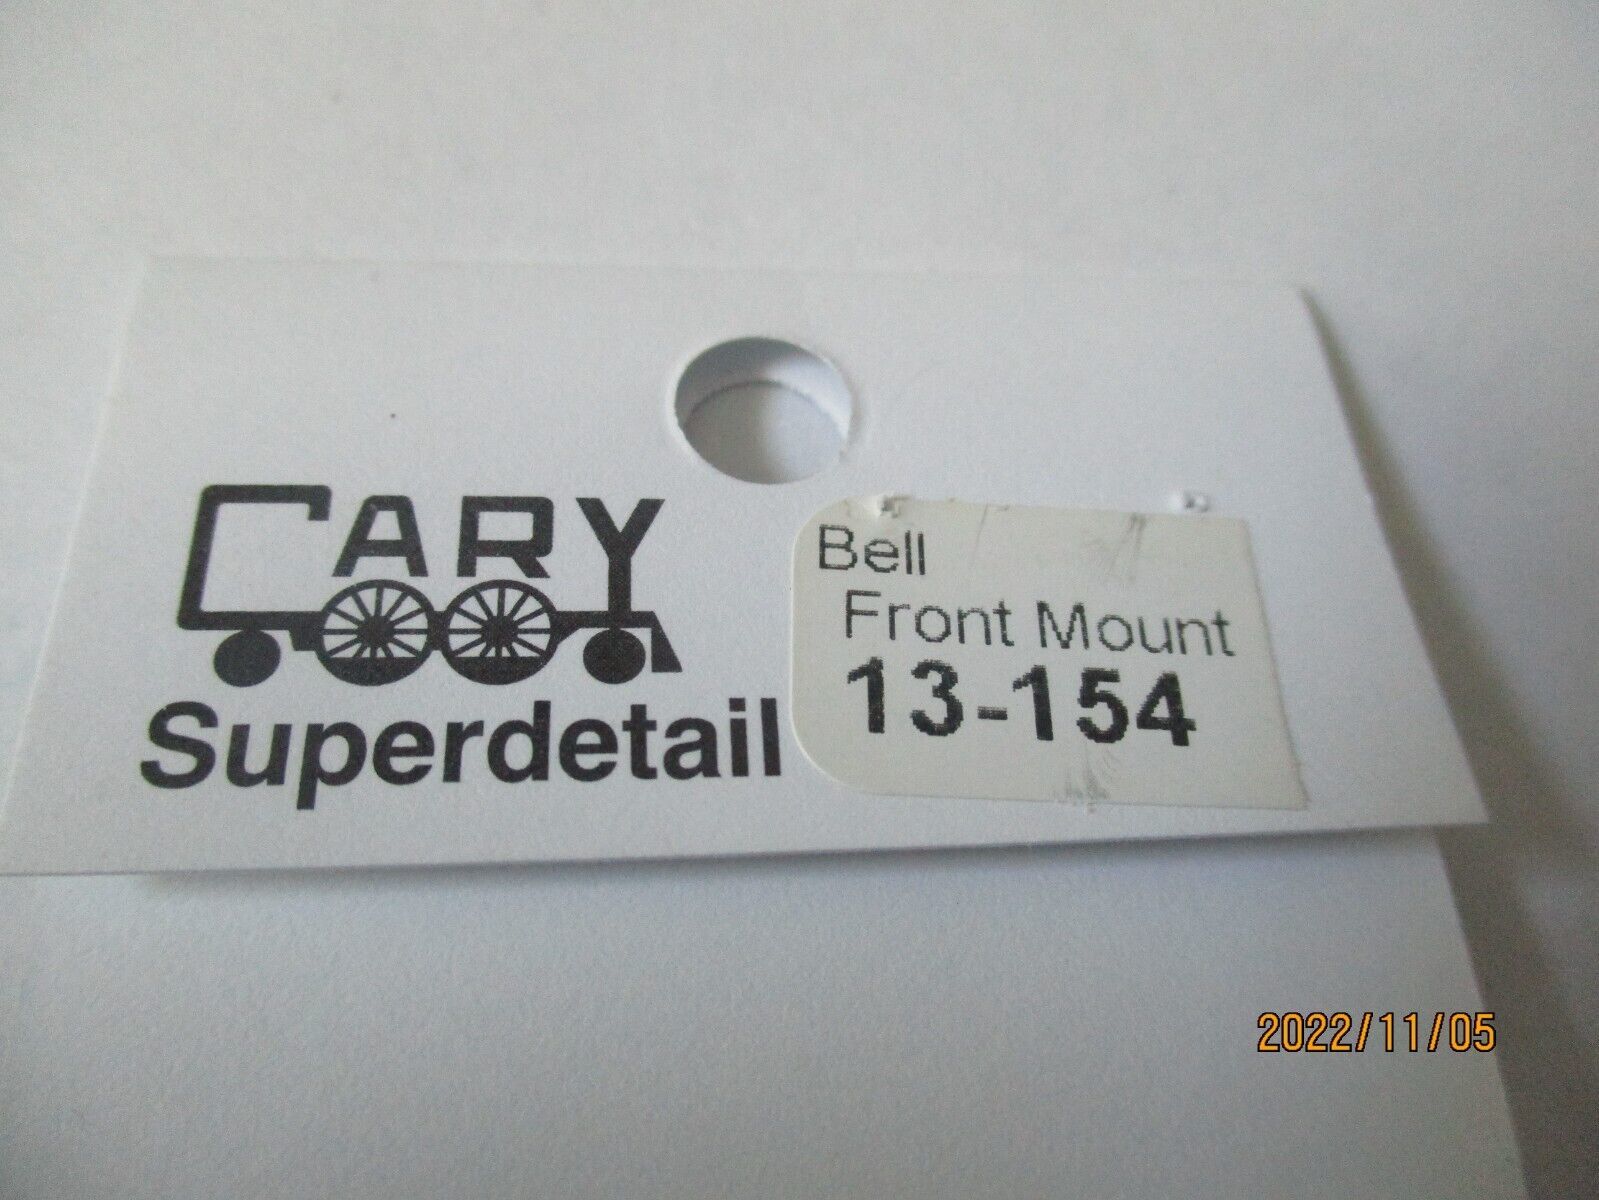 CARY
Superdetail
Bell
Front Mount
13-154
2022/11/05